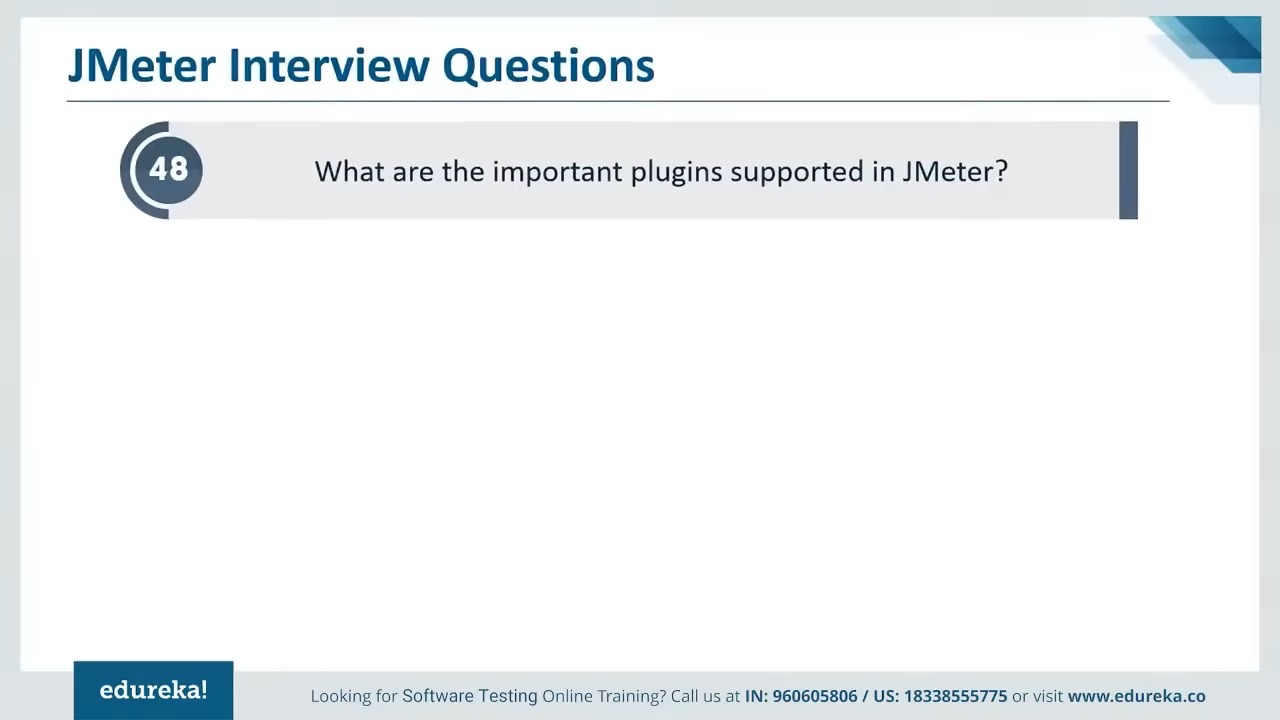 JMeter Interview Questions
48
What are the important plugins supported in JMeter?
edureka!
Looking for Software Testing Online Training? Call us at IN: 960605806 / US: 18338555775 or visit www.edureka.co